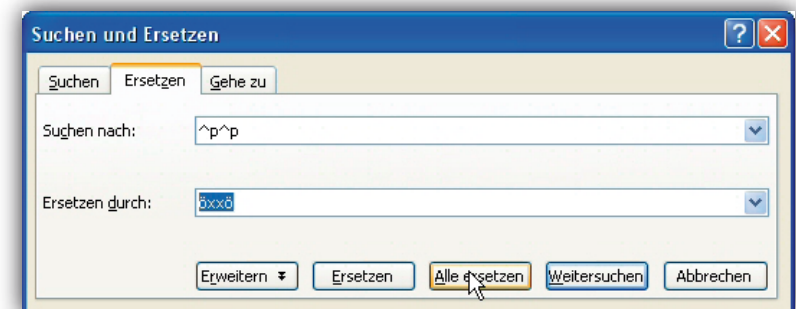 Suchen und Ersetzen
Suchen Ersetzen Gehe zu
Suchen nach: ^p^p
Ersetzen durch: öxxö
Erweitern Ersetzen Alle ersetzen Weitersuchen Abbrechen